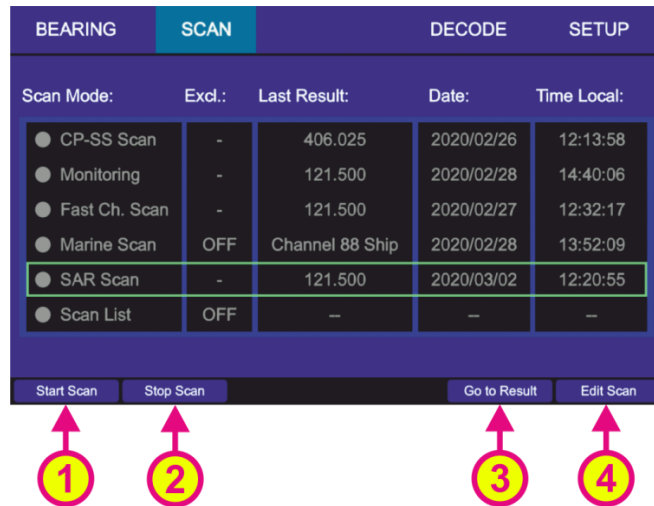 BEARING SCAN DECODE SETUP
Scan Mode: Excl.: Last Result: Date: Time Local:
CP-SS Scan - 406.025 2020/02/26 12:13:58
Monitoring - 121.500 2020/02/28 14:40:06
Fast Ch. Scan - 121.500 2020/02/27 12:32:17
Marine Scan OFF Channel 88 Ship 2020/02/28 13:52:09
SAR Scan - 121.500 2020/03/02 12:20:55
Scan List OFF -- -- --
Start Scan Stop Scan Go to Result Edit Scan
1 2 3 4